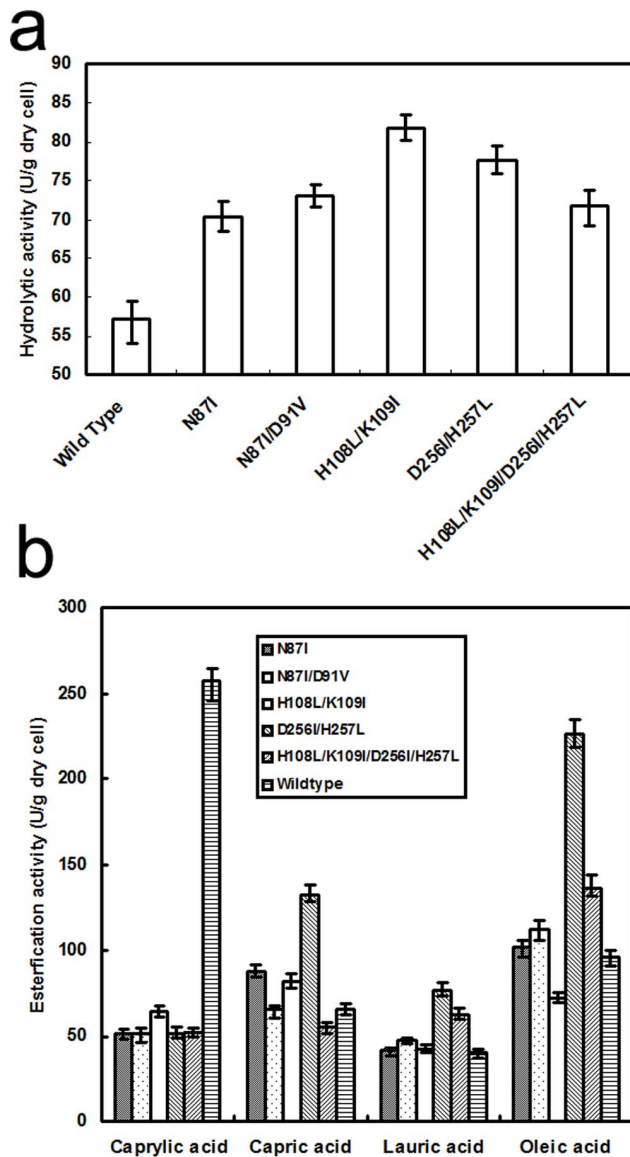 a
Hydrolytic activity (U/g dry cell)
90
85
80
75
70
65
60
55
50
Wild Type
N87I
N87I/D91V
H108L/K109I
D256I/H257L
H108L/K109I/D256I/H257L
b
Esterfication activity (U/g dry cell)
300
250
200
150
100
50
0
N87I
N87I/D91V
H108L/K109I
D256I/H257L
H108L/K109I/D256I/H257L
Wildtype
Caprylic acid
Capric acid
Lauric acid
Oleic acid